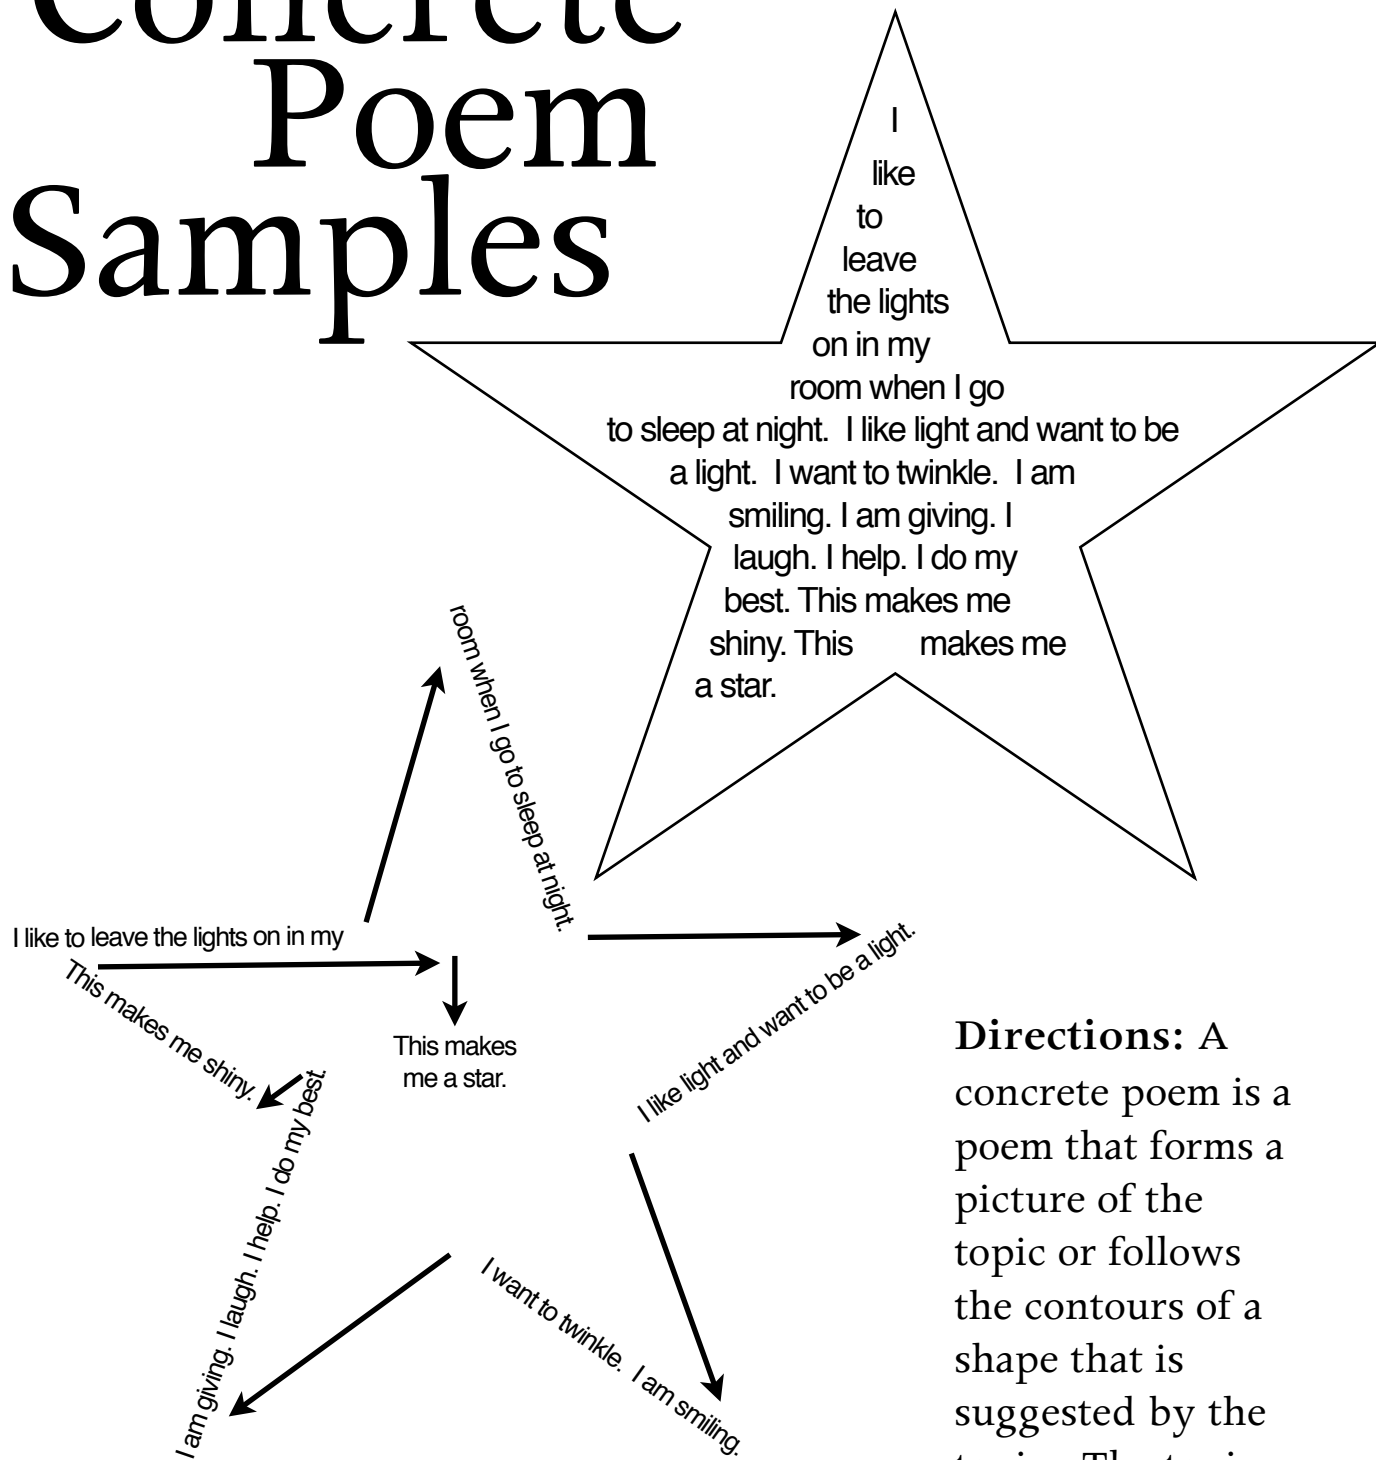 Concrete
Poem
Samples
I
like
to
leave
the lights
on in my
room when I go
to sleep at night.  I like light and want to be
a light.  I want to twinkle.  I am
smiling. I am giving. I
laugh. I help. I do my
best. This makes me
shiny. This makes me
a star.
I like to leave the lights on in my
room when I go to sleep at night.
I like light and want to be a light.
I want to twinkle.  I am smiling.
I am giving. I laugh. I help. I do my best.
This makes me shiny.
This makes
me a star.
Directions: A
concrete poem is a
poem that forms a
picture of the
topic or follows
the contours of a
shape that is
suggested by the